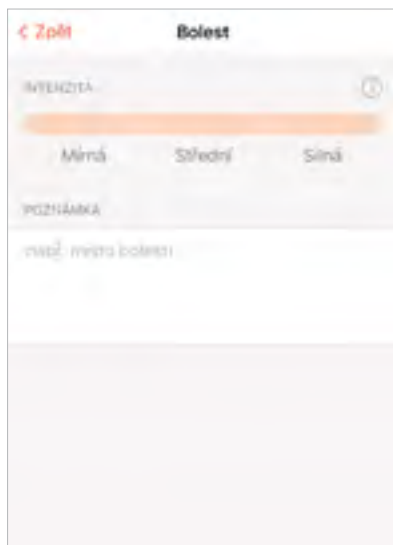 < Zpět Bolest
INTENZITA
Mírná Střední Silná
POZNÁMKA
např. místo bolesti